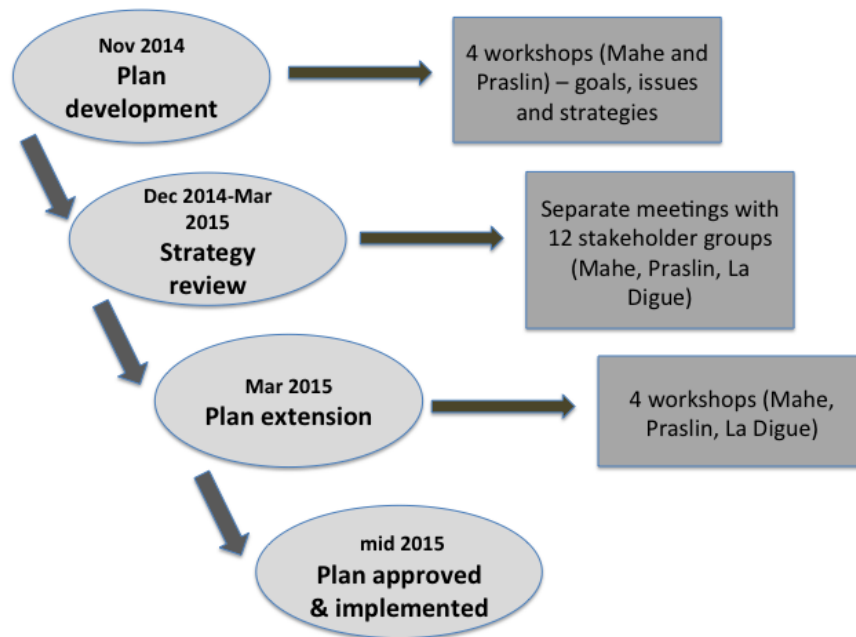 Nov 2014
Plan
development
4 workshops (Mahe and
Praslin) – goals, issues
and strategies
Dec 2014-Mar
2015
Strategy
review
Separate meetings with
12 stakeholder groups
(Mahe, Praslin, La
Digue)
Mar 2015
Plan extension
4 workshops (Mahe,
Praslin, La Digue)
mid 2015
Plan approved
& implemented